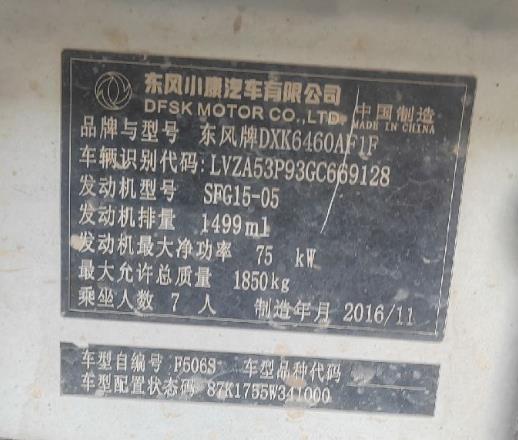 东风小康汽车有限公司
DFSK MOTOR CO.,LTD.
中国制造
MADE IN CHINA
品牌与型号 东风牌DXK6460AF1F
车辆识别代码:LVZA53P93GC669128
发动机型号 SFG15-05
发动机排量 1499ml
发动机最大净功率 75 kW
最大允许总质量 1850kg
乘坐人数 7 人 制造年月 2016/11
车型自编号 F506S 车型品种代码
车型配置状态码 87K1755W341000